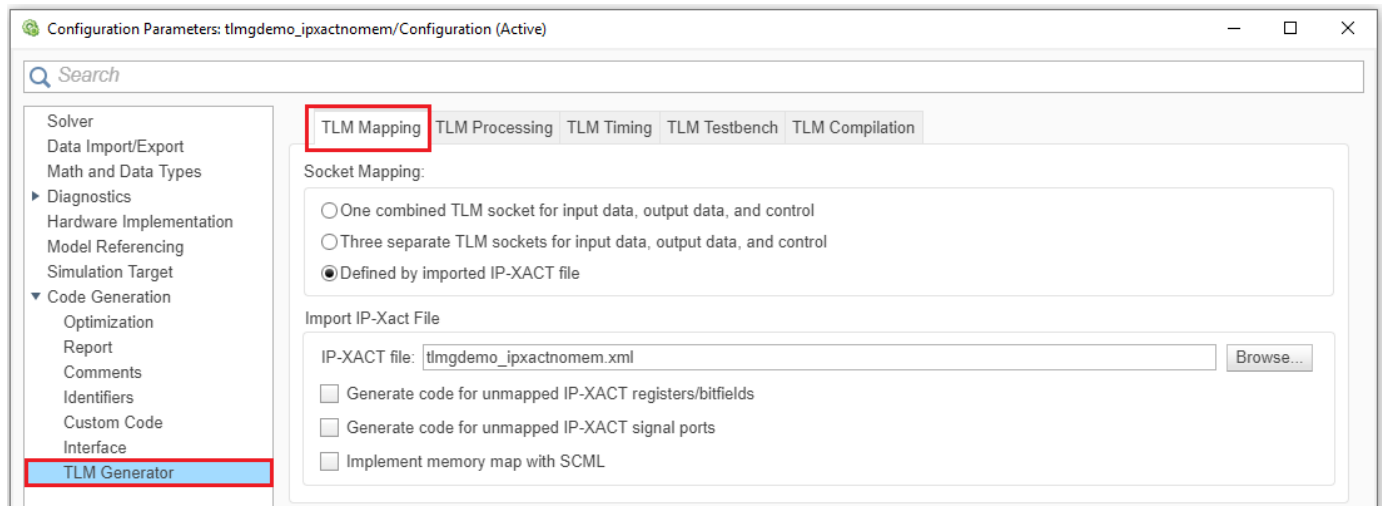 Configuration Parameters: tlmgdemo_ipxactnomem/Configuration (Active)
Search
Solver
Data Import/Export
Math and Data Types
Diagnostics
Hardware Implementation
Model Referencing
Simulation Target
Code Generation
Optimization
Report
Comments
Identifiers
Custom Code
Interface
TLM Generator
TLM Mapping TLM Processing TLM Timing TLM Testbench TLM Compilation
Socket Mapping:
One combined TLM socket for input data, output data, and control
Three separate TLM sockets for input data, output data, and control
Defined by imported IP-XACT file
Import IP-Xact File
IP-XACT file: tlmgdemo_ipxactnomem.xml Browse...
Generate code for unmapped IP-XACT registers/bitfields
Generate code for unmapped IP-XACT signal ports
Implement memory map with SCML